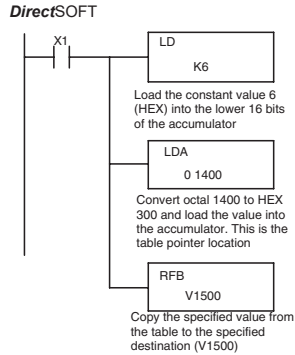 DirectSOFT
X1
LD
K6
Load the constant value 6
(HEX) into the lower 16 bits
of the accumulator
LDA
0 1400
Convert octal 1400 to HEX
300 and load the value into
the accumulator. This is the
table pointer location
RFB
V1500
Copy the specified value from
the table to the specified
destination (V1500)